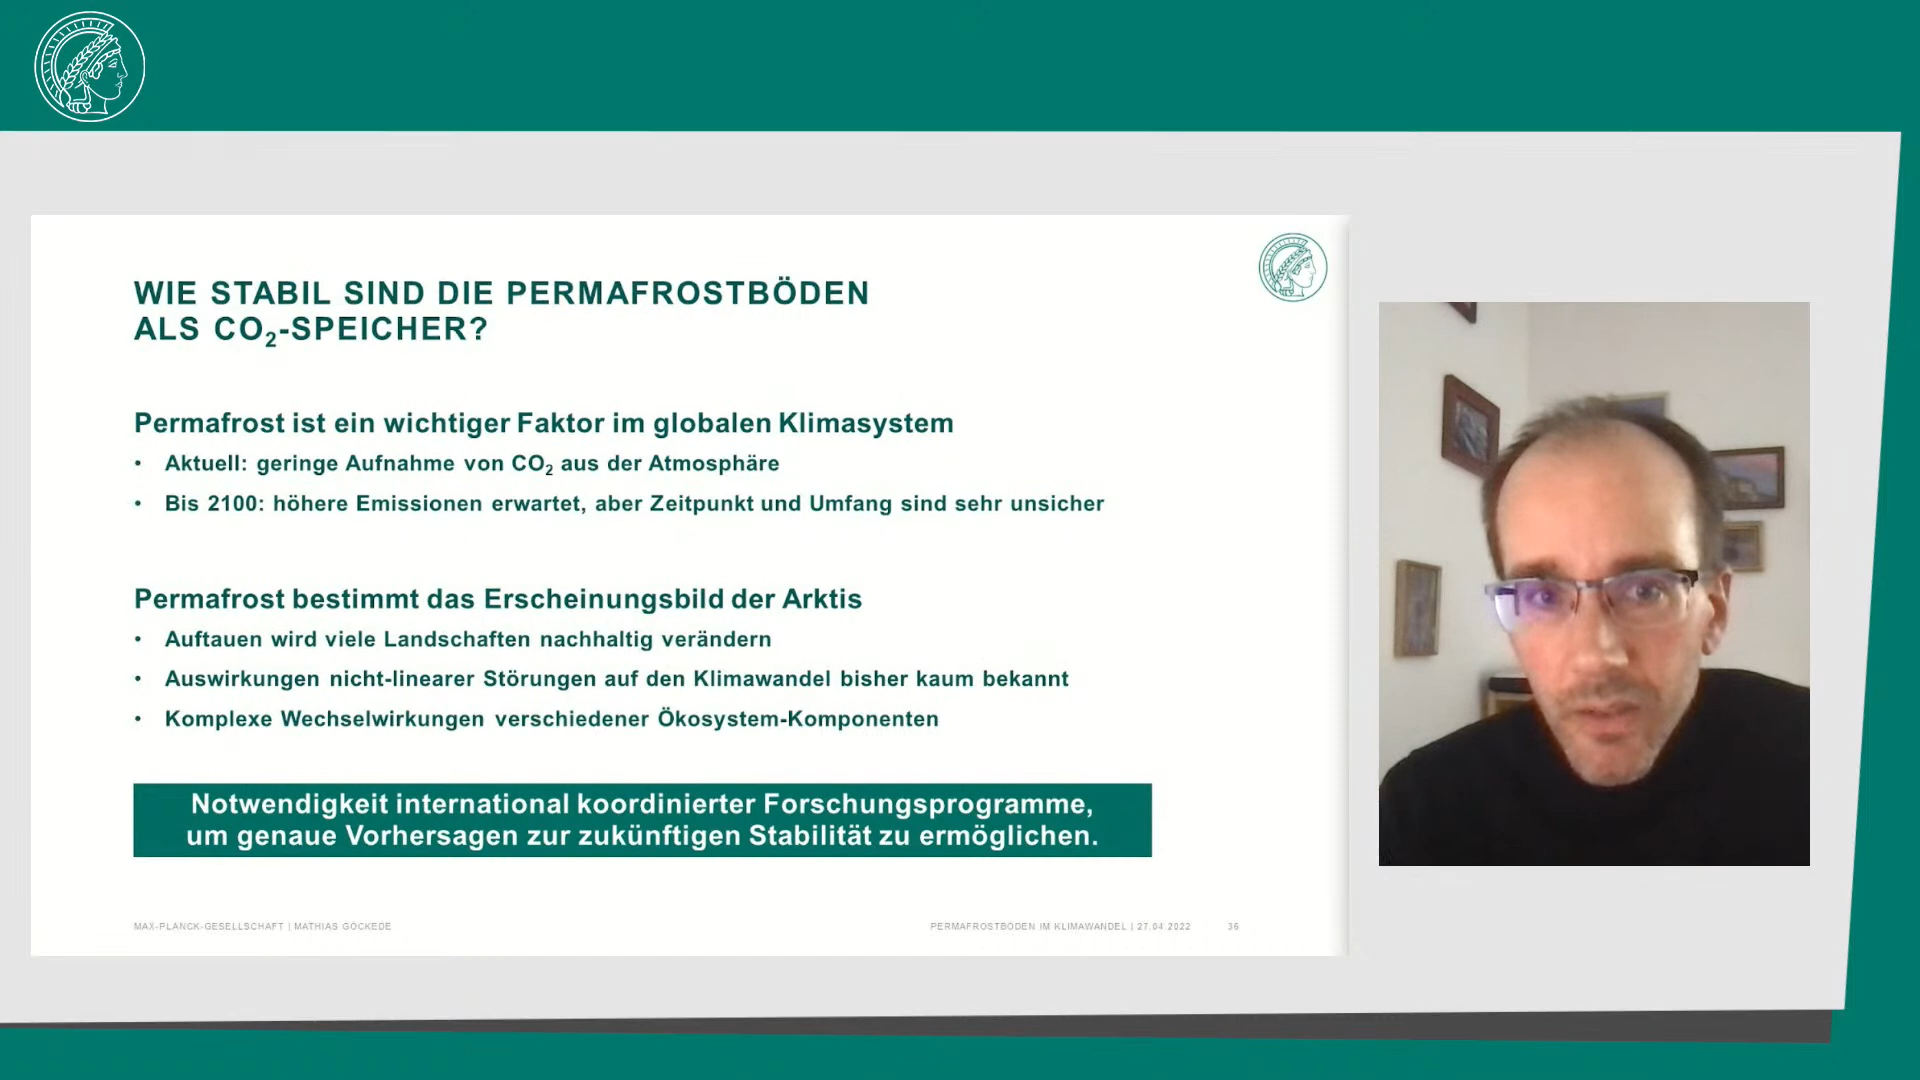 WIE STABIL SIND DIE PERMAFROSTBÖDEN
ALS CO₂-SPEICHER?
Permafrost ist ein wichtiger Faktor im globalen Klimasystem
• Aktuell: geringe Aufnahme von CO₂ aus der Atmosphäre
• Bis 2100: höhere Emissionen erwartet, aber Zeitpunkt und Umfang sind sehr unsicher
Permafrost bestimmt das Erscheinungsbild der Arktis
• Auftauen wird viele Landschaften nachhaltig verändern
• Auswirkungen nicht-linearer Störungen auf den Klimawandel bisher kaum bekannt
• Komplexe Wechselwirkungen verschiedener Ökosystem-Komponenten
Notwendigkeit international koordinierter Forschungsprogramme,
um genaue Vorhersagen zur zukünftigen Stabilität zu ermöglichen.
MAX-PLANCK-GESELLSCHAFT | MATHIAS GÖCKEDE
PERMAFROSTBÖDEN IM KLIMAWANDEL | 27.04.2022 36